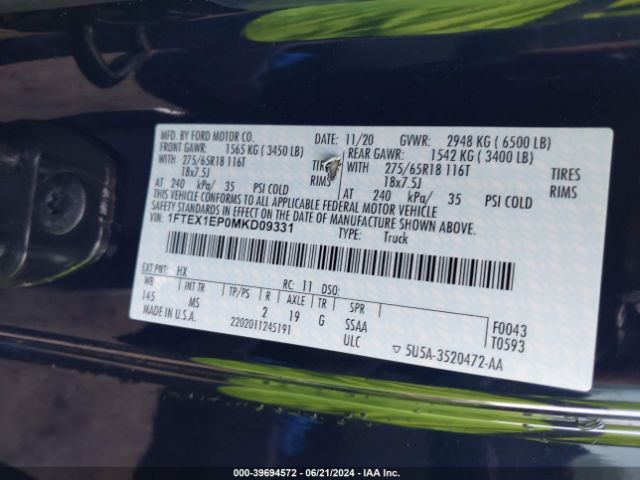 MFD. BY FORD MOTOR CO. DATE: 11/20 GVWR: 2948 KG ( 6500 LB)
FRONT GAWR: 1565 KG ( 3450 LB) REAR GAWR: 1542 KG ( 3400 LB)
WITH 275/65R18 116T TIRES WITH 275/65R18 116T TIRES
18x7.5J RIMS 18x7.5J RIMS
AT 240 kPa/ 35 PSI COLD AT 240 kPa/ 35 PSI COLD
THIS VEHICLE CONFORMS TO ALL APPLICABLE FEDERAL MOTOR VEHICLE
SAFETY STANDARDS IN EFFECT ON THE DATE OF MANUFACTURE SHOWN ABOVE.
VIN: 1FTEX1EP0MKD09331 TYPE: Truck
EXT PNT: HX RC: 11 DSO:
WB INT TR TP/PS R AXLE TR SPR
145 MS 2 19 G SSAA F0043
MADE IN U.S.A. 2202011245191 ULC T0593
▽ 5U5A-3520472-AA
000-39694572 - 06/21/2024 - IAA Inc.